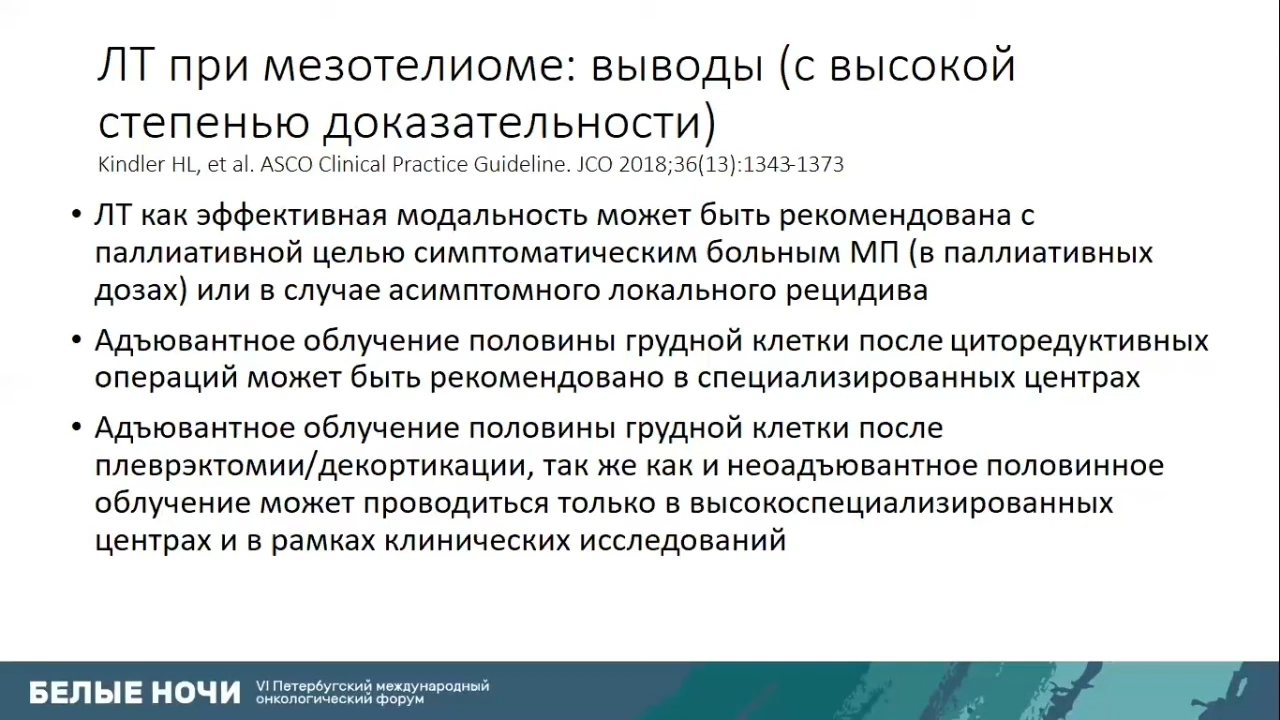 ЛТ при мезотелиоме: выводы (с высокой
степенью доказательности)
Kindler HL, et al. ASCO Clinical Practice Guideline. JCO 2018;36(13):1343-1373
• ЛТ как эффективная модальность может быть рекомендована с
паллиативной целью симптоматическим больным МП (в паллиативных
дозах) или в случае асимптомного локального рецидива
• Адъювантное облучение половины грудной клетки после циторедуктивных
операций может быть рекомендовано в специализированных центрах
• Адъювантное облучение половины грудной клетки после
плеврэктомии/декортикации, так же как и неоадъювантное половинное
облучение может проводиться только в высокоспециализированных
центрах и в рамках клинических исследований
БЕЛЫЕ НОЧИ
VI Петербургский международный
онкологический форум